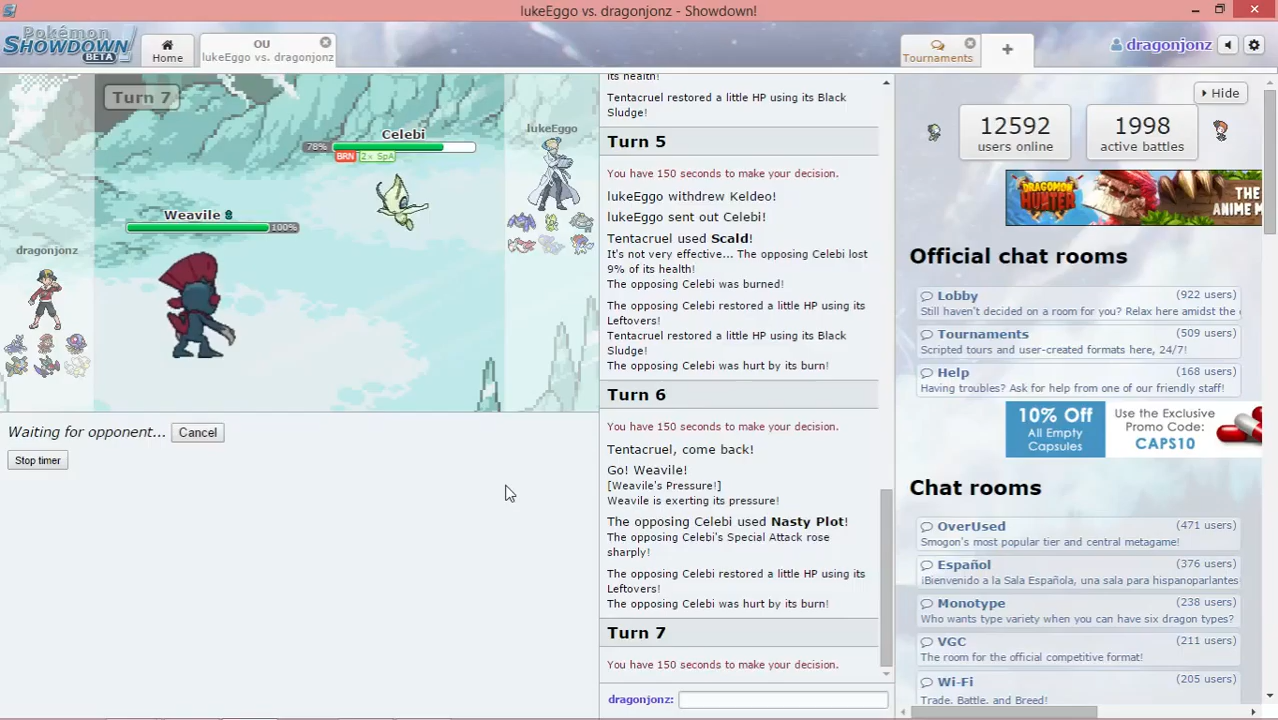 lukeEggo vs. dragonjonz - Showdown!
Pokémon
SHOWDOWN
BETA
Home
OU
lukeEggo vs. dragonjonz
Tournaments
+
dragonjonz
Turn 7
Celebi
78%
BRN 2x SpA
Weavile
100%
dragonjonz
lukeEggo
Waiting for opponent... Cancel
Stop timer
its health!
Tentacruel restored a little HP using its Black
Sludge!
Turn 5
You have 150 seconds to make your decision.
lukeEggo withdrew Keldeo!
lukeEggo sent out Celebi!
Tentacruel used Scald!
It's not very effective... The opposing Celebi lost
9% of its health!
The opposing Celebi was burned!
The opposing Celebi restored a little HP using its
Leftovers!
Tentacruel restored a little HP using its Black
Sludge!
The opposing Celebi was hurt by its burn!
Turn 6
You have 150 seconds to make your decision.
Tentacruel, come back!
Go! Weavile!
[Weavile's Pressure!]
Weavile is exerting its pressure!
The opposing Celebi used Nasty Plot!
The opposing Celebi's Special Attack rose
sharply!
The opposing Celebi restored a little HP using its
Leftovers!
The opposing Celebi was hurt by its burn!
Turn 7
You have 150 seconds to make your decision.
dragonjonz:
Hide
12592
users online
1998
active battles
DRAGOMON
HUNTER
THE
ANIME M
Official chat rooms
Lobby (922 users)
Still haven't decided on a room for you? Relax here amidst the
Tournaments (509 users)
Scripted tours and user-created formats here, 24/7!
Help (168 users)
Having troubles? Ask for help from one of our friendly staff!
10% Off
All Empty
Capsules
Use the Exclusive
Promo Code:
CAPS10
Chat rooms
OverUsed (471 users)
Smogon's most popular tier and central metagame!
Español (376 users)
¡Bienvenido a la Sala Española, una sala para hispanoparlantes
Monotype (238 users)
Who wants type variety when you can have six dragon types?
VGC (211 users)
The room for the official competitive format!
Wi-Fi (205 users)
Trade, Battle, and Breed!